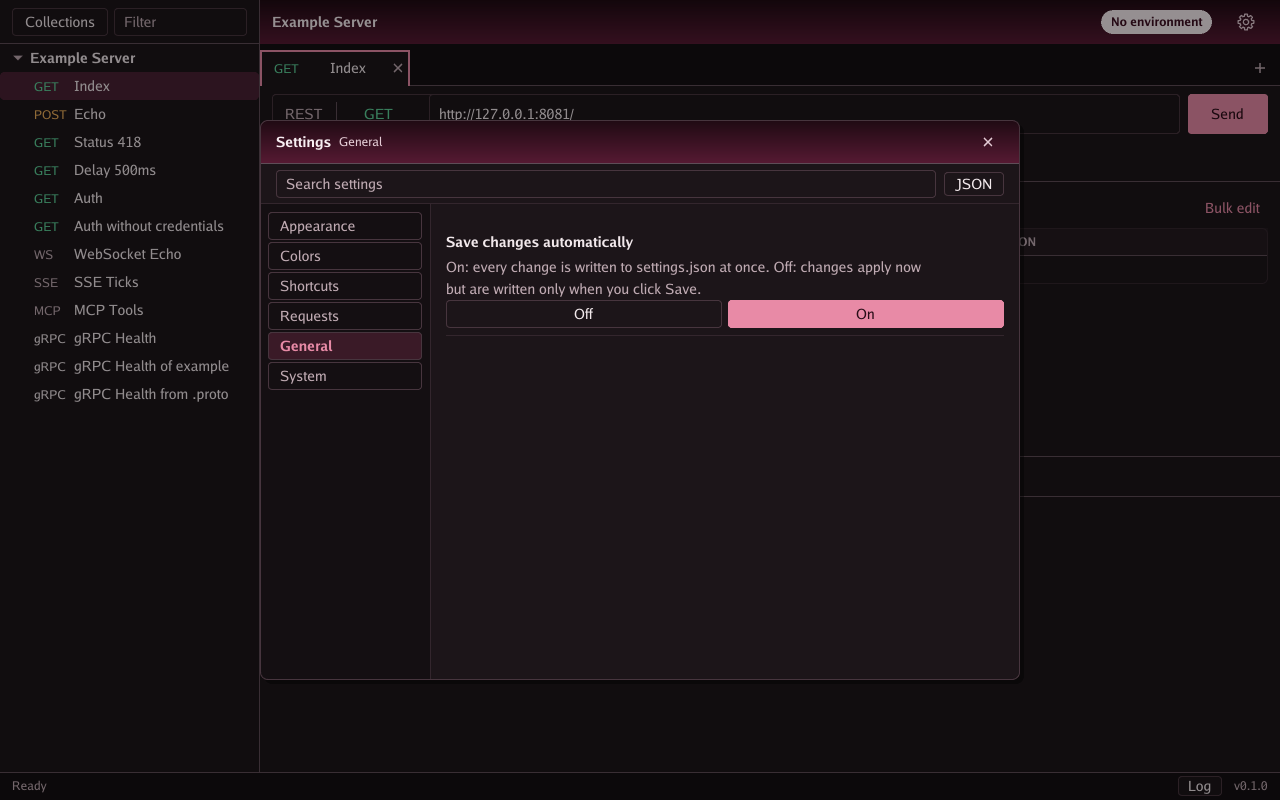 Collections
Filter
Example Server
No environment
Example Server
GET Index
POST Echo
GET Status 418
GET Delay 500ms
GET Auth
GET Auth without credentials
WS WebSocket Echo
SSE SSE Ticks
MCP MCP Tools
gRPC gRPC Health
gRPC gRPC Health of example
gRPC gRPC Health from .proto
GET Index
REST GET http://127.0.0.1:8081/ Send
Bulk edit
ON
Settings General
Search settings JSON
Appearance
Colors
Shortcuts
Requests
General
System
Save changes automatically
On: every change is written to settings.json at once. Off: changes apply now
but are written only when you click Save.
Off On
Ready
Log v0.1.0